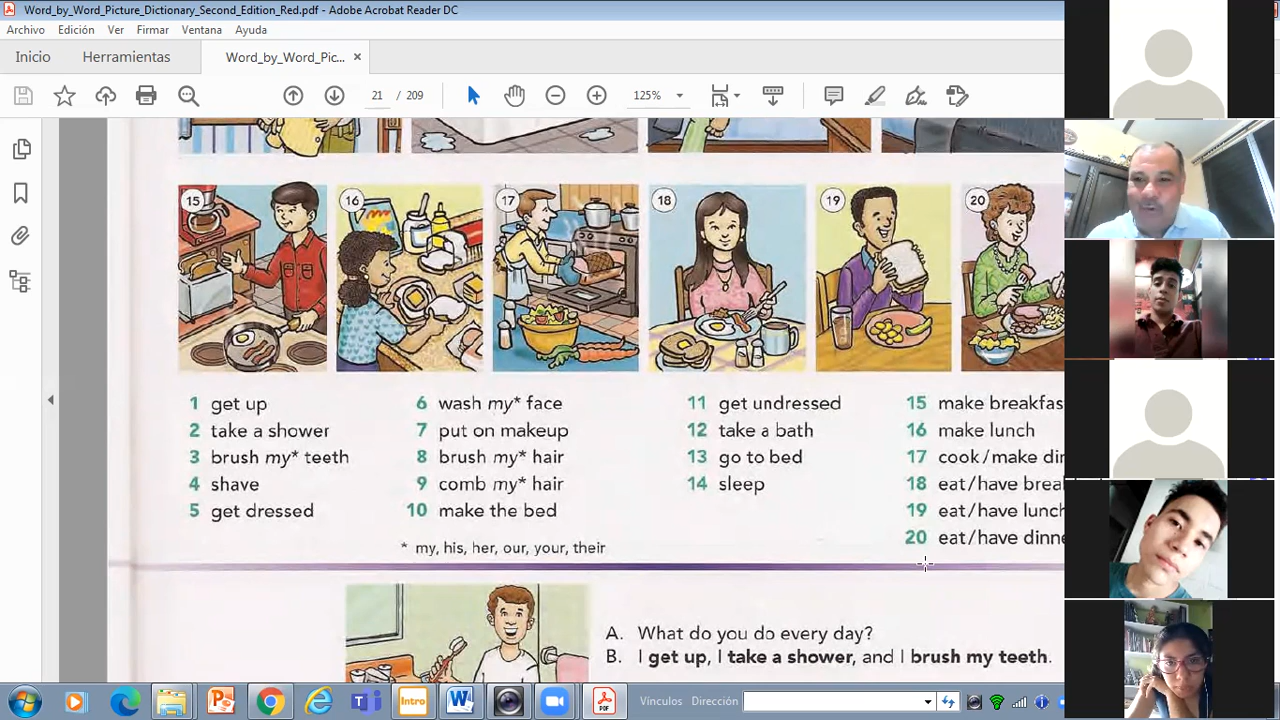 Word_by_Word_Picture_Dictionary_Second_Edition_Red.pdf - Adobe Acrobat Reader DC
Archivo Edición Ver Firmar Ventana Ayuda
Inicio Herramientas Word_by_Word_Pic... ×
21 / 209 125%
15 16 17 18 19 20
1 get up
2 take a shower
3 brush my* teeth
4 shave
5 get dressed
6 wash my* face
7 put on makeup
8 brush my* hair
9 comb my* hair
10 make the bed
11 get undressed
12 take a bath
13 go to bed
14 sleep
15 make breakfas
16 make lunch
17 cook/make din
18 eat/have brea
19 eat/have lunch
20 eat/have dinne
* my, his, her, our, your, their
A. What do you do every day?
B. I get up, I take a shower, and I brush my teeth.
Intro Vínculos Dirección